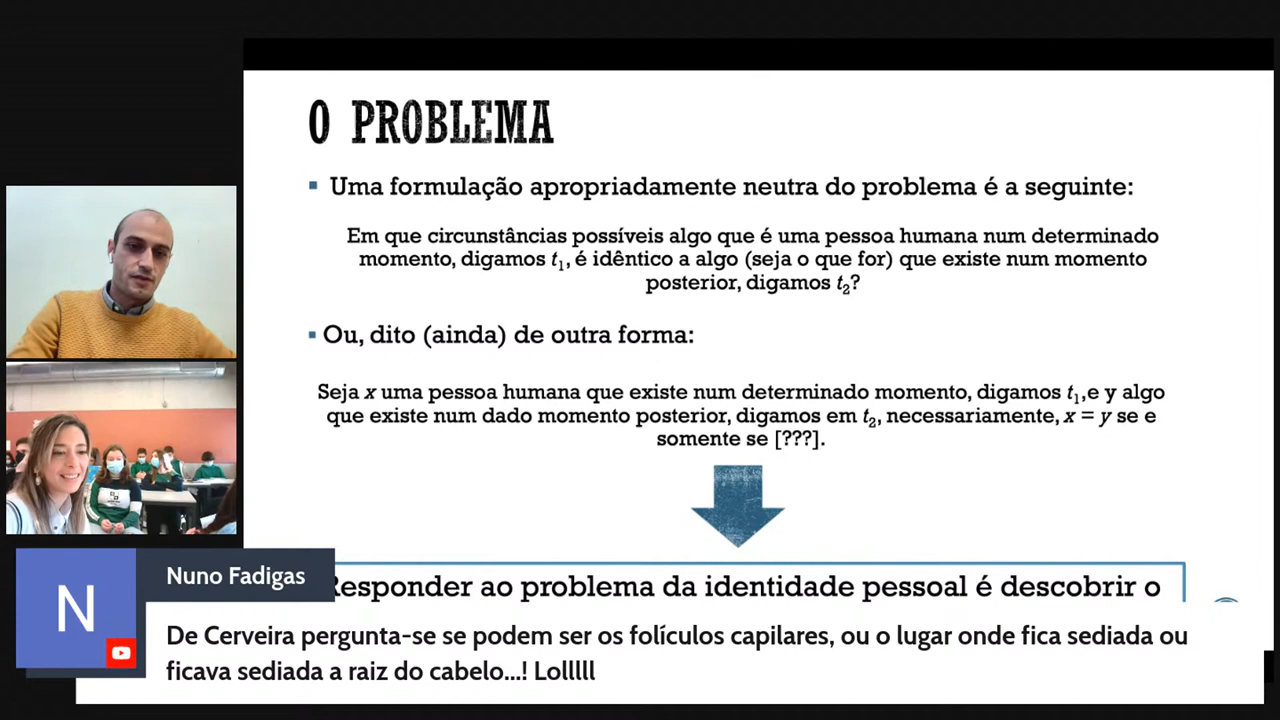 O PROBLEMA
▪ Uma formulação apropriadamente neutra do problema é a seguinte:
Em que circunstâncias possíveis algo que é uma pessoa humana num determinado
momento, digamos t₁, é idêntico a algo (seja o que for) que existe num momento
posterior, digamos t₂?
▪ Ou, dito (ainda) de outra forma:
Seja x uma pessoa humana que existe num determinado momento, digamos t₁,e y algo
que existe num dado momento posterior, digamos em t₂, necessariamente, x = y se e
somente se [???].
Responder ao problema da identidade pessoal é descobrir o
N
Nuno Fadigas
De Cerveira pergunta-se se podem ser os folículos capilares, ou o lugar onde fica sediada ou
ficava sediada a raiz do cabelo...! Lolllll